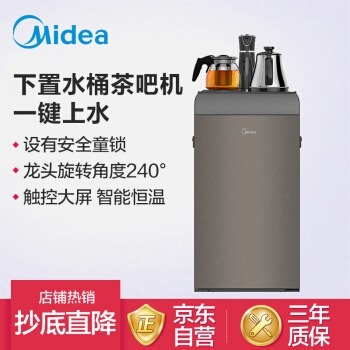 Midea
下置水桶茶吧机
一键上水
·设有安全童锁
·龙头旋转角度240°
·触控大屏 智能恒温
Midea
店铺热销
抄底直降
正
京东
自营
三年
质保